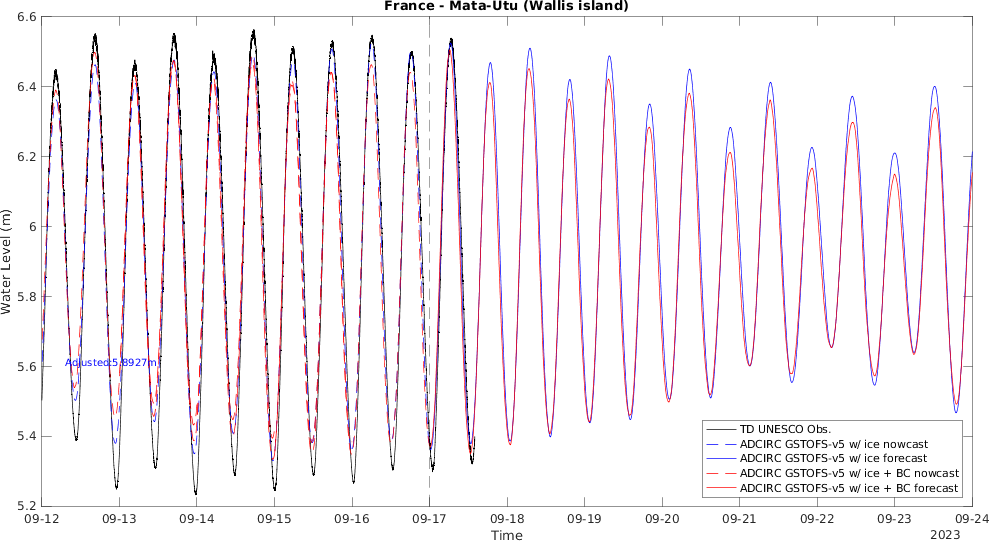 France - Mata-Utu (Wallis island)
6.6
6.4
6.2
6
5.8
5.6
5.4
5.2
Water Level (m)
Adjusted:5.8927m
TD UNESCO Obs.
ADCIRC GSTOFS-v5 w/ ice nowcast
ADCIRC GSTOFS-v5 w/ ice forecast
ADCIRC GSTOFS-v5 w/ ice + BC nowcast
ADCIRC GSTOFS-v5 w/ ice + BC forecast
09-12 09-13 09-14 09-15 09-16 09-17 09-18 09-19 09-20 09-21 09-22 09-23 09-24
Time
2023